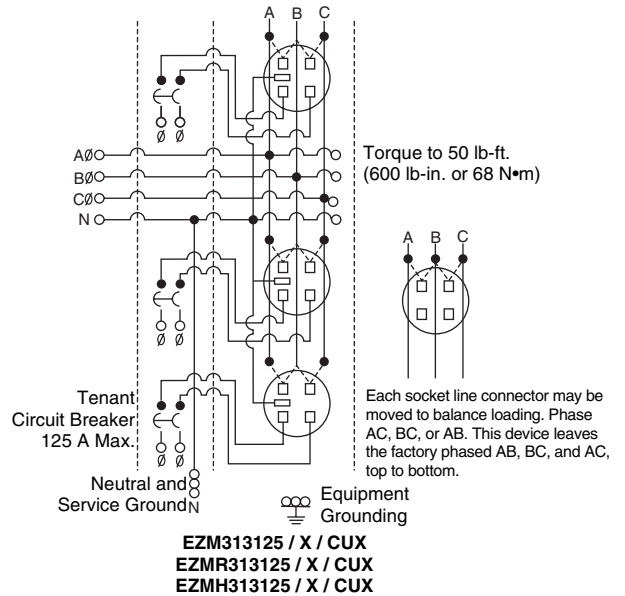 A B C
Ø Ø
AØ
BØ
CØ
N
Torque to 50 lb-ft.
(600 lb-in. or 68 N•m)
A B C
Ø Ø
Each socket line connector may be
moved to balance loading. Phase
AC, BC, or AB. This device leaves
the factory phased AB, BC, and AC,
top to bottom.
Tenant
Circuit Breaker
125 A Max.
Ø Ø
Neutral and
Service Ground
N
Equipment
Grounding
EZM313125 / X / CUX
EZMR313125 / X / CUX
EZMH313125 / X / CUX